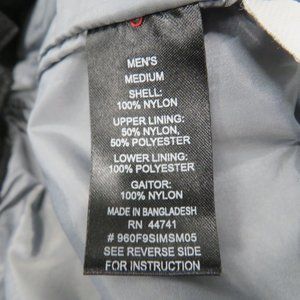 MEN'S
MEDIUM
SHELL:
100% NYLON
UPPER LINING:
50% NYLON,
50% POLYESTER
LOWER LINING:
100% POLYESTER
GAITOR:
100% NYLON
MADE IN BANGLADESH
RN 44741
# 960F9SIMSM05
SEE REVERSE SIDE
FOR INSTRUCTION